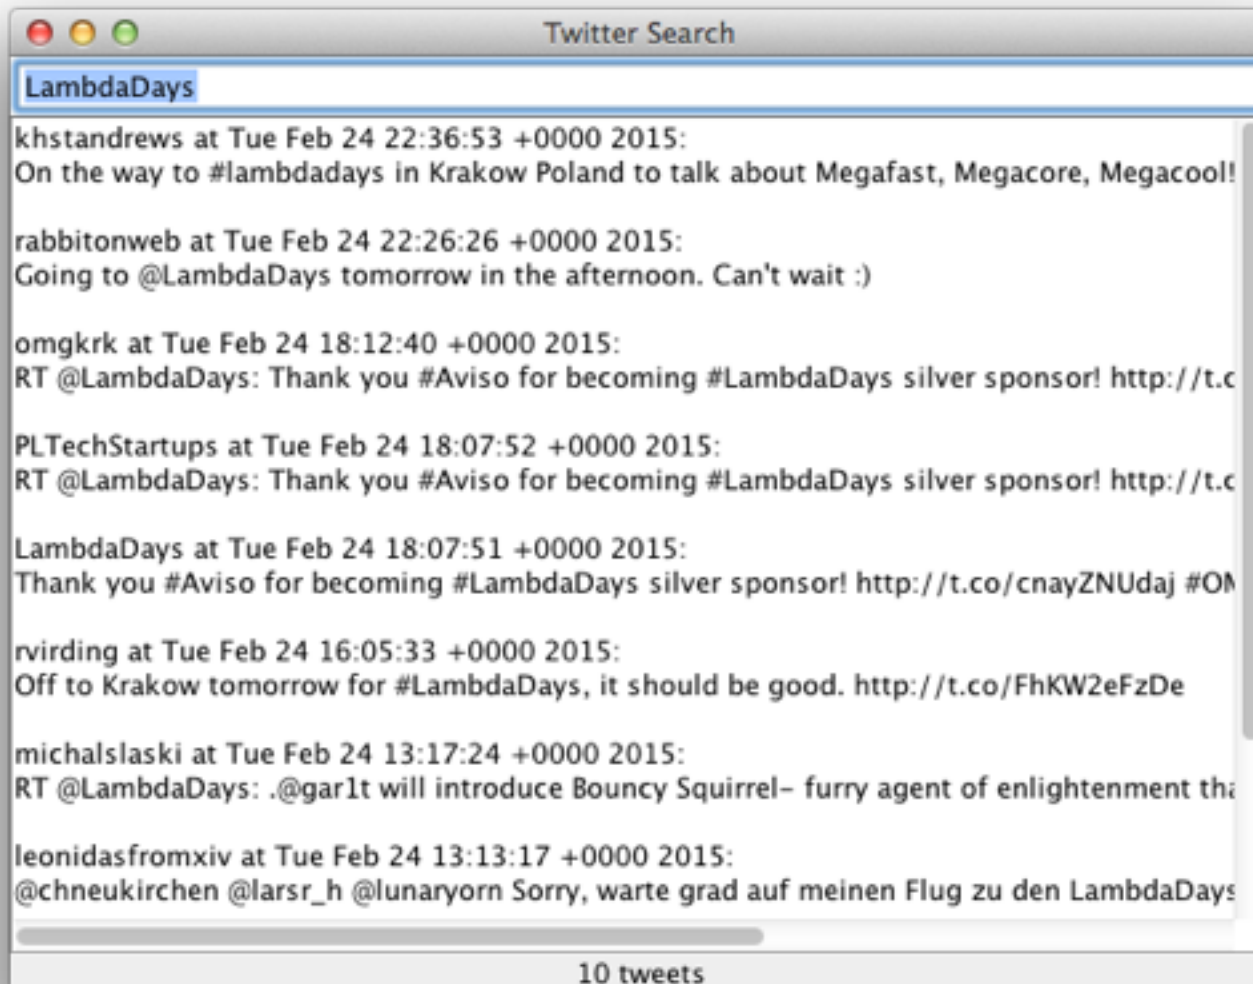 Twitter Search
LambdaDays
khstandrews at Tue Feb 24 22:36:53 +0000 2015:
On the way to #lambdadays in Krakow Poland to talk about Megafast, Megacore, Megacool!
rabbitonweb at Tue Feb 24 22:26:26 +0000 2015:
Going to @LambdaDays tomorrow in the afternoon. Can't wait :)
omgkrk at Tue Feb 24 18:12:40 +0000 2015:
RT @LambdaDays: Thank you #Aviso for becoming #LambdaDays silver sponsor! http://t.c
PLTechStartups at Tue Feb 24 18:07:52 +0000 2015:
RT @LambdaDays: Thank you #Aviso for becoming #LambdaDays silver sponsor! http://t.c
LambdaDays at Tue Feb 24 18:07:51 +0000 2015:
Thank you #Aviso for becoming #LambdaDays silver sponsor! http://t.co/cnayZNUdaj #OM
rvirding at Tue Feb 24 16:05:33 +0000 2015:
Off to Krakow tomorrow for #LambdaDays, it should be good. http://t.co/FhKW2eFzDe
michalslaski at Tue Feb 24 13:17:24 +0000 2015:
RT @LambdaDays: .@gar1t will introduce Bouncy Squirrel– furry agent of enlightenment tha
leonidasfromxiv at Tue Feb 24 13:13:17 +0000 2015:
@chneukirchen @larsr_h @lunaryorn Sorry, warte grad auf meinen Flug zu den LambdaDays
10 tweets